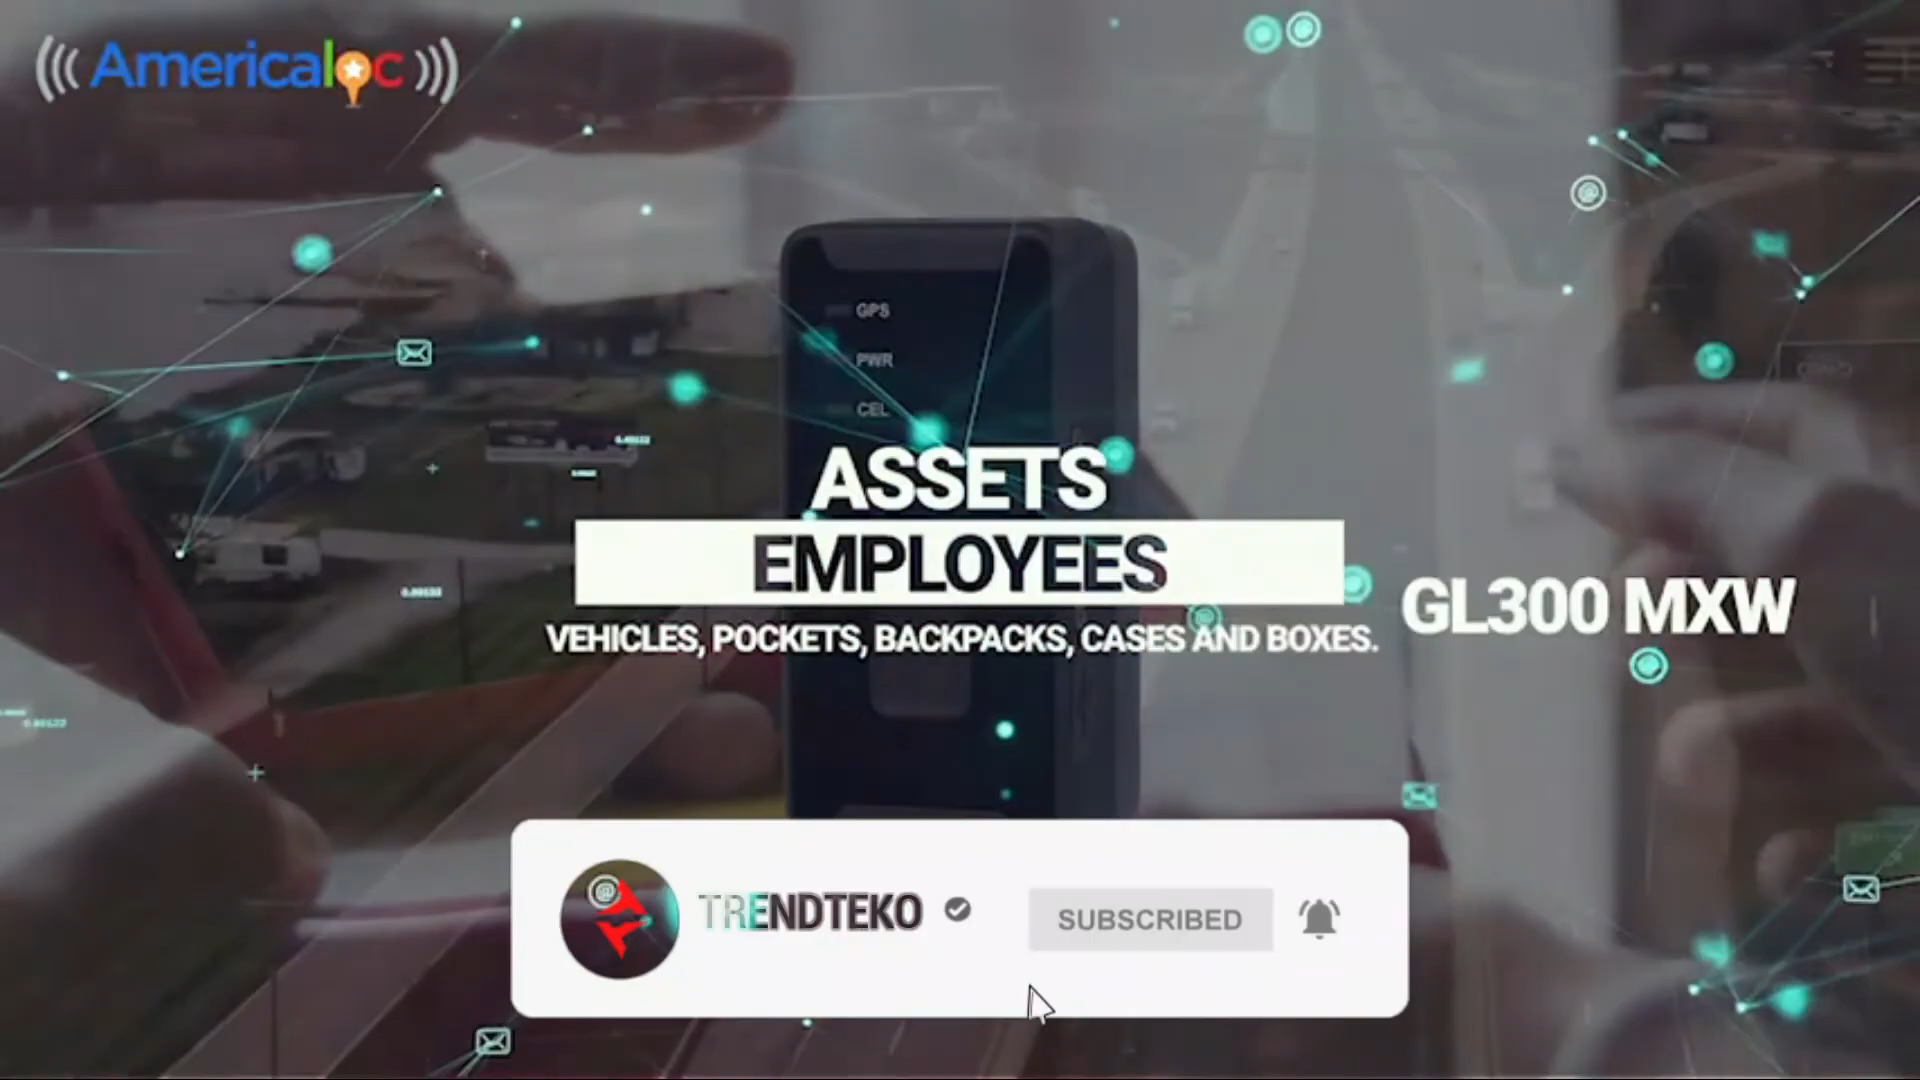 Americaloc
GPS
PWR
CEL
ASSETS
EMPLOYEES
VEHICLES, POCKETS, BACKPACKS, CASES AND BOXES.
GL300 MXW
TRENDTEKO
SUBSCRIBED